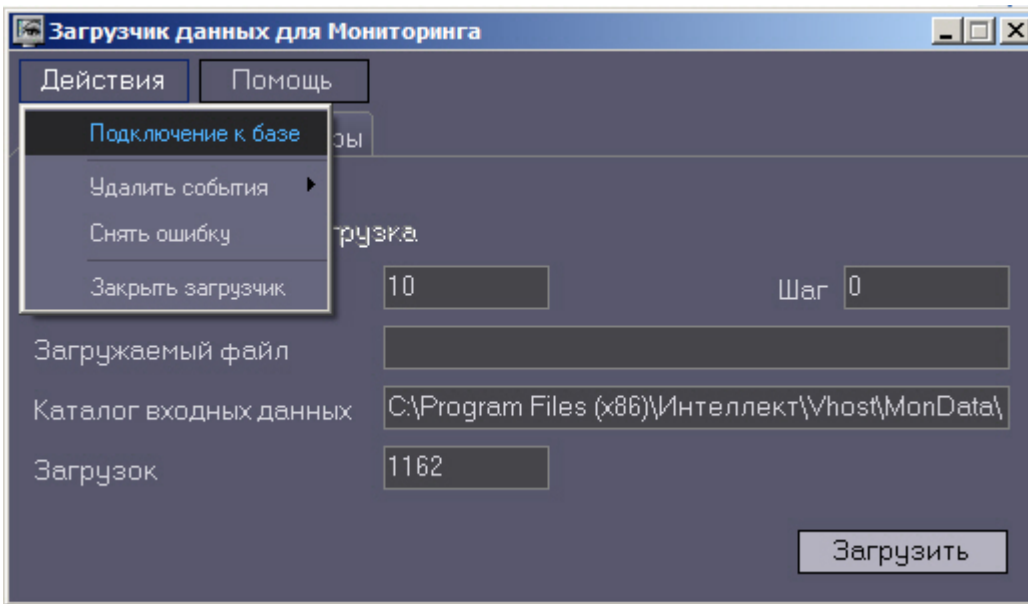 Загрузчик данных для Мониторинга
Действия Помощь
Подключение к базе
ры
Удалить события
Снять ошибку
грузка
Закрыть загрузчик
10 Шаг 0
Загружаемый файл
Каталог входных данных C:\Program Files (x86)\Интеллект\Vhost\MonData\
Загрузок 1162
Загрузить